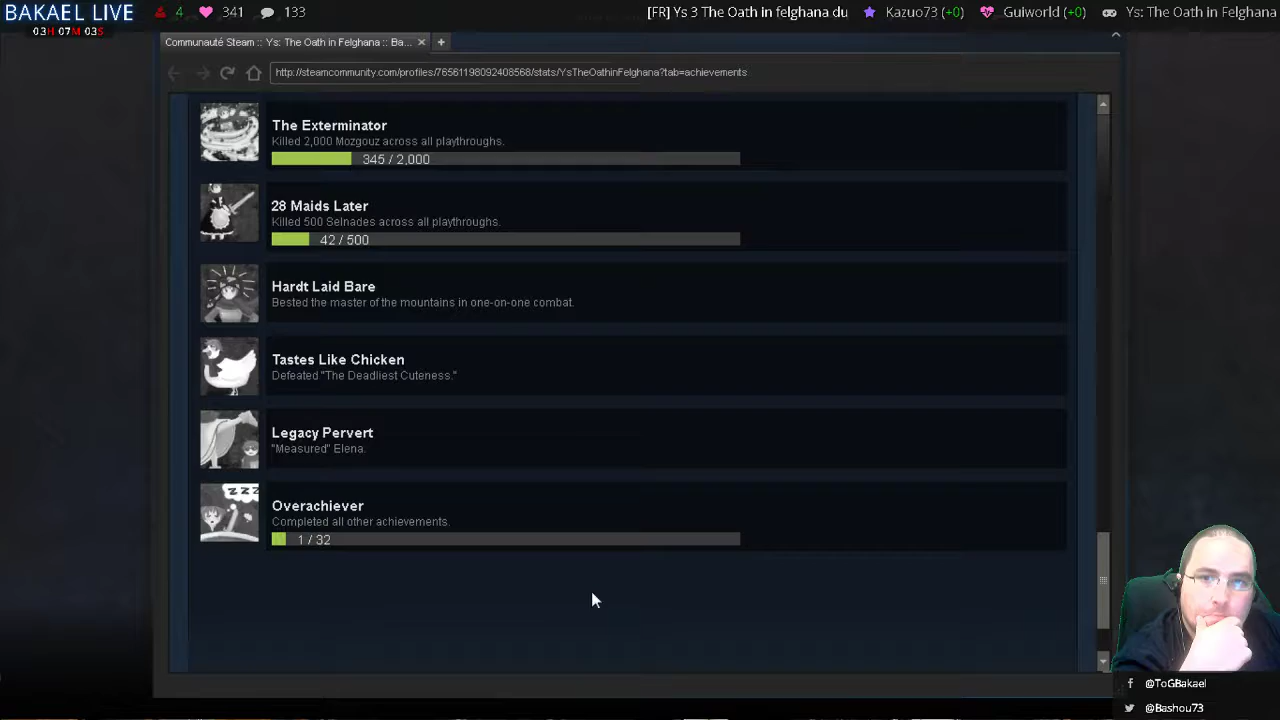 BAKAEL LIVE
03H 07M 03S
4 341 133
[FR] Ys 3 The Oath in felghana du Kazuo73 (+0) Guiworld (+0) Ys: The Oath in Felghana
Communauté Steam :: Ys: The Oath in Felghana :: Ba...
http://steamcommunity.com/profiles/76561198092408568/stats/YsTheOathinFelghana?tab=achievements
The Exterminator
Killed 2,000 Mozgouz across all playthroughs.
345 / 2,000
28 Maids Later
Killed 500 Selnades across all playthroughs.
42 / 500
Hardt Laid Bare
Bested the master of the mountains in one-on-one combat.
Tastes Like Chicken
Defeated "The Deadliest Cuteness."
Legacy Pervert
"Measured" Elena.
ZZZ
Overachiever
Completed all other achievements.
1 / 32
@ToGBakael
@Bashou73